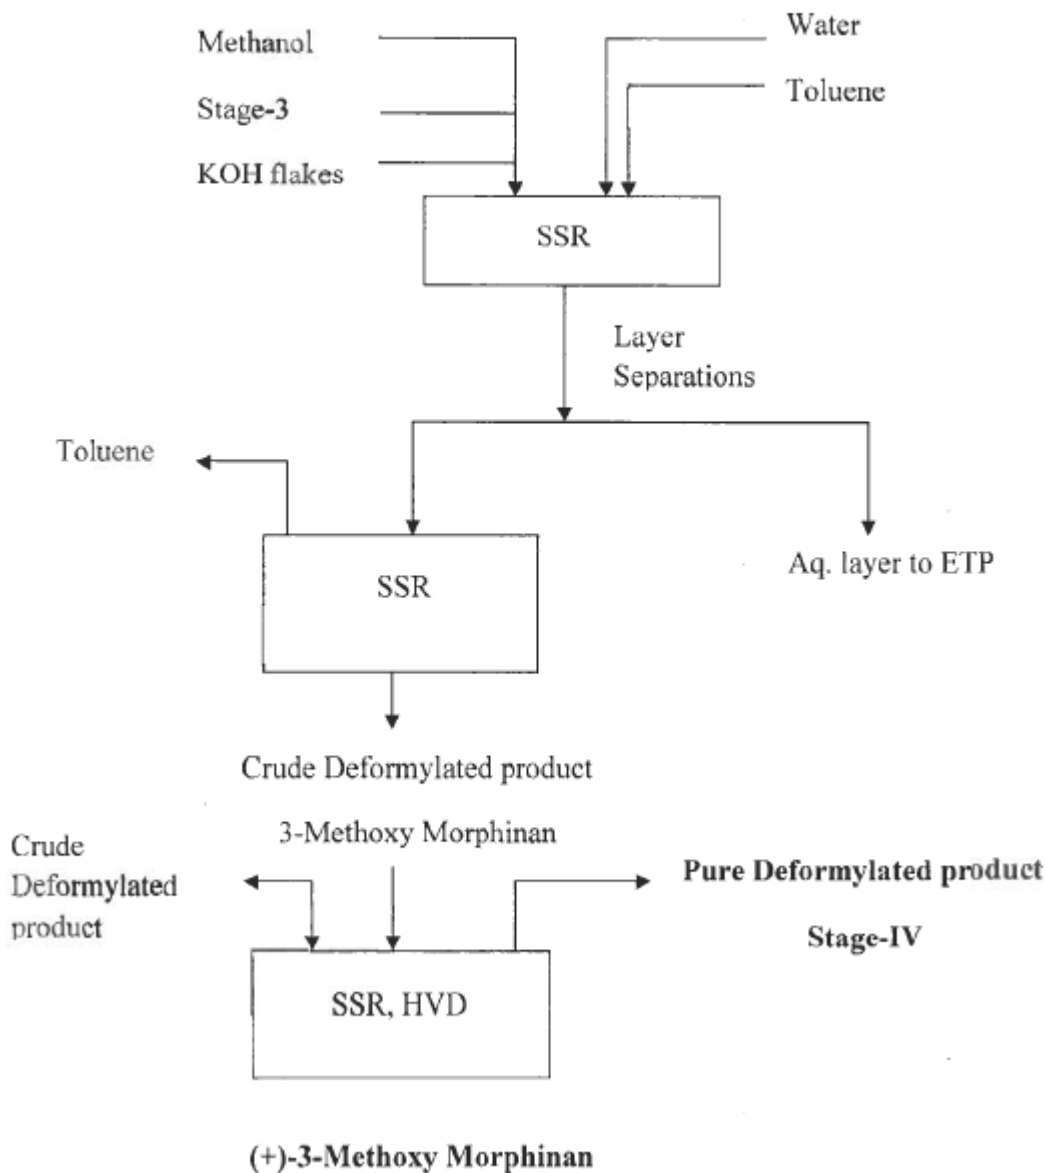 Methanol
Water
Stage-3
Toluene
KOH flakes
SSR
Layer
Separations
Toluene
SSR
Aq. layer to ETP
Crude Deformylated product
3-Methoxy Morphinan
Crude
Deformylated
product
Pure Deformylated product
Stage-IV
SSR, HVD
(+)-3-Methoxy Morphinan